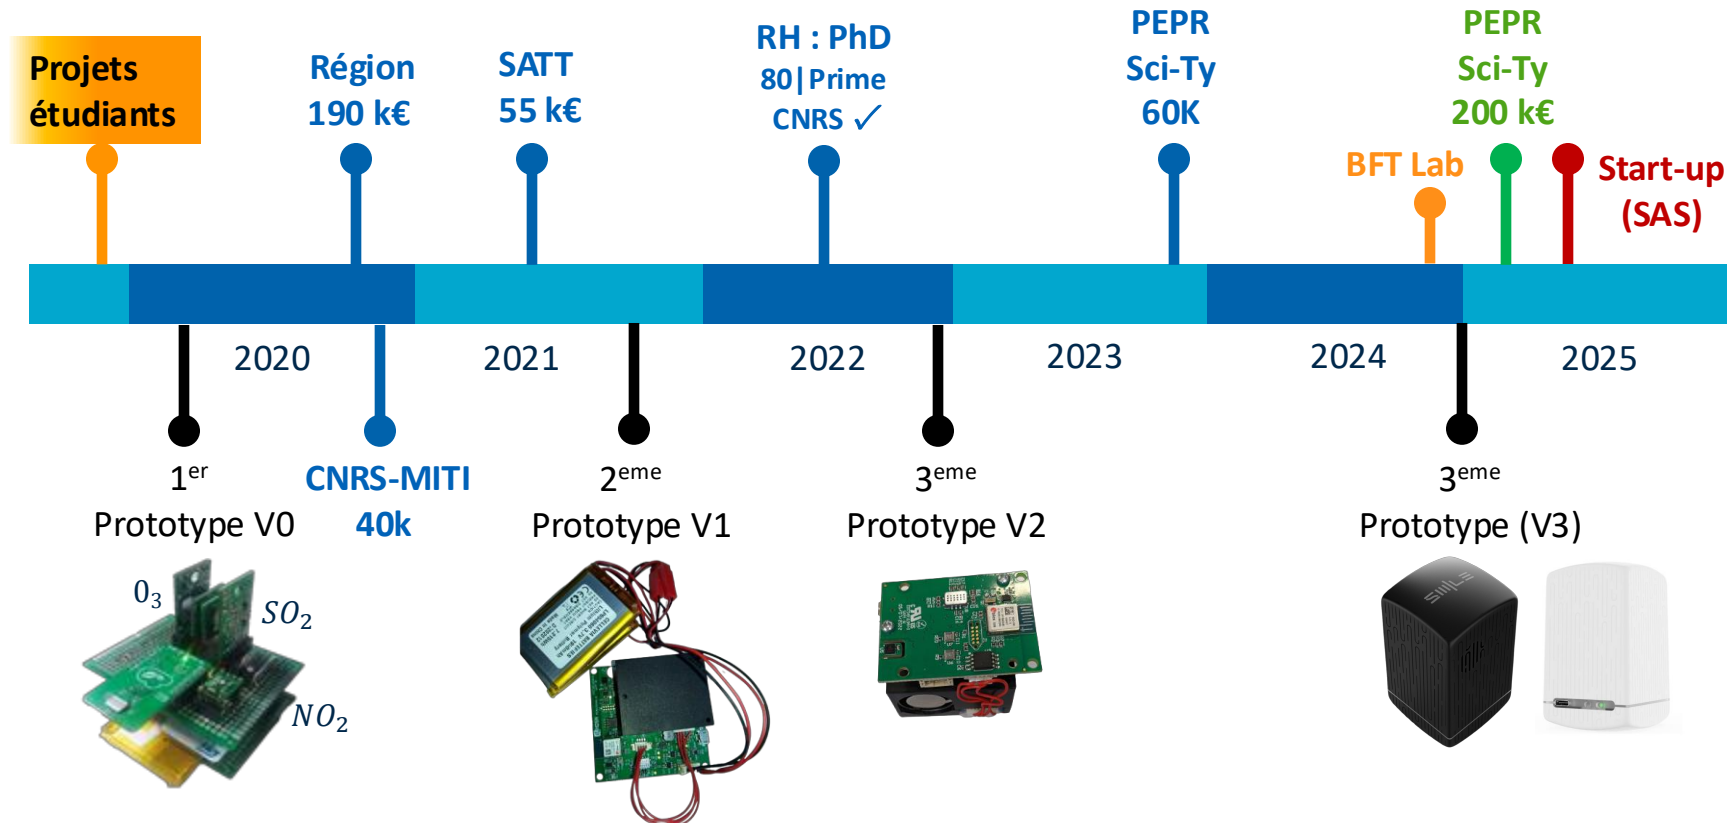 Projets
étudiants
Région
190 k€
SATT
55 k€
RH : PhD
80|Prime
CNRS ✓
PEPR
Sci-Ty
60K
BFT Lab
PEPR
Sci-Ty
200 k€
Start-up
(SAS)
2020
2021
2022
2023
2024
2025
1er
Prototype V0
CNRS-MITI
40k
2eme
Prototype V1
3eme
Prototype V2
3eme
Prototype (V3)
0₃
SO₂
NO₂